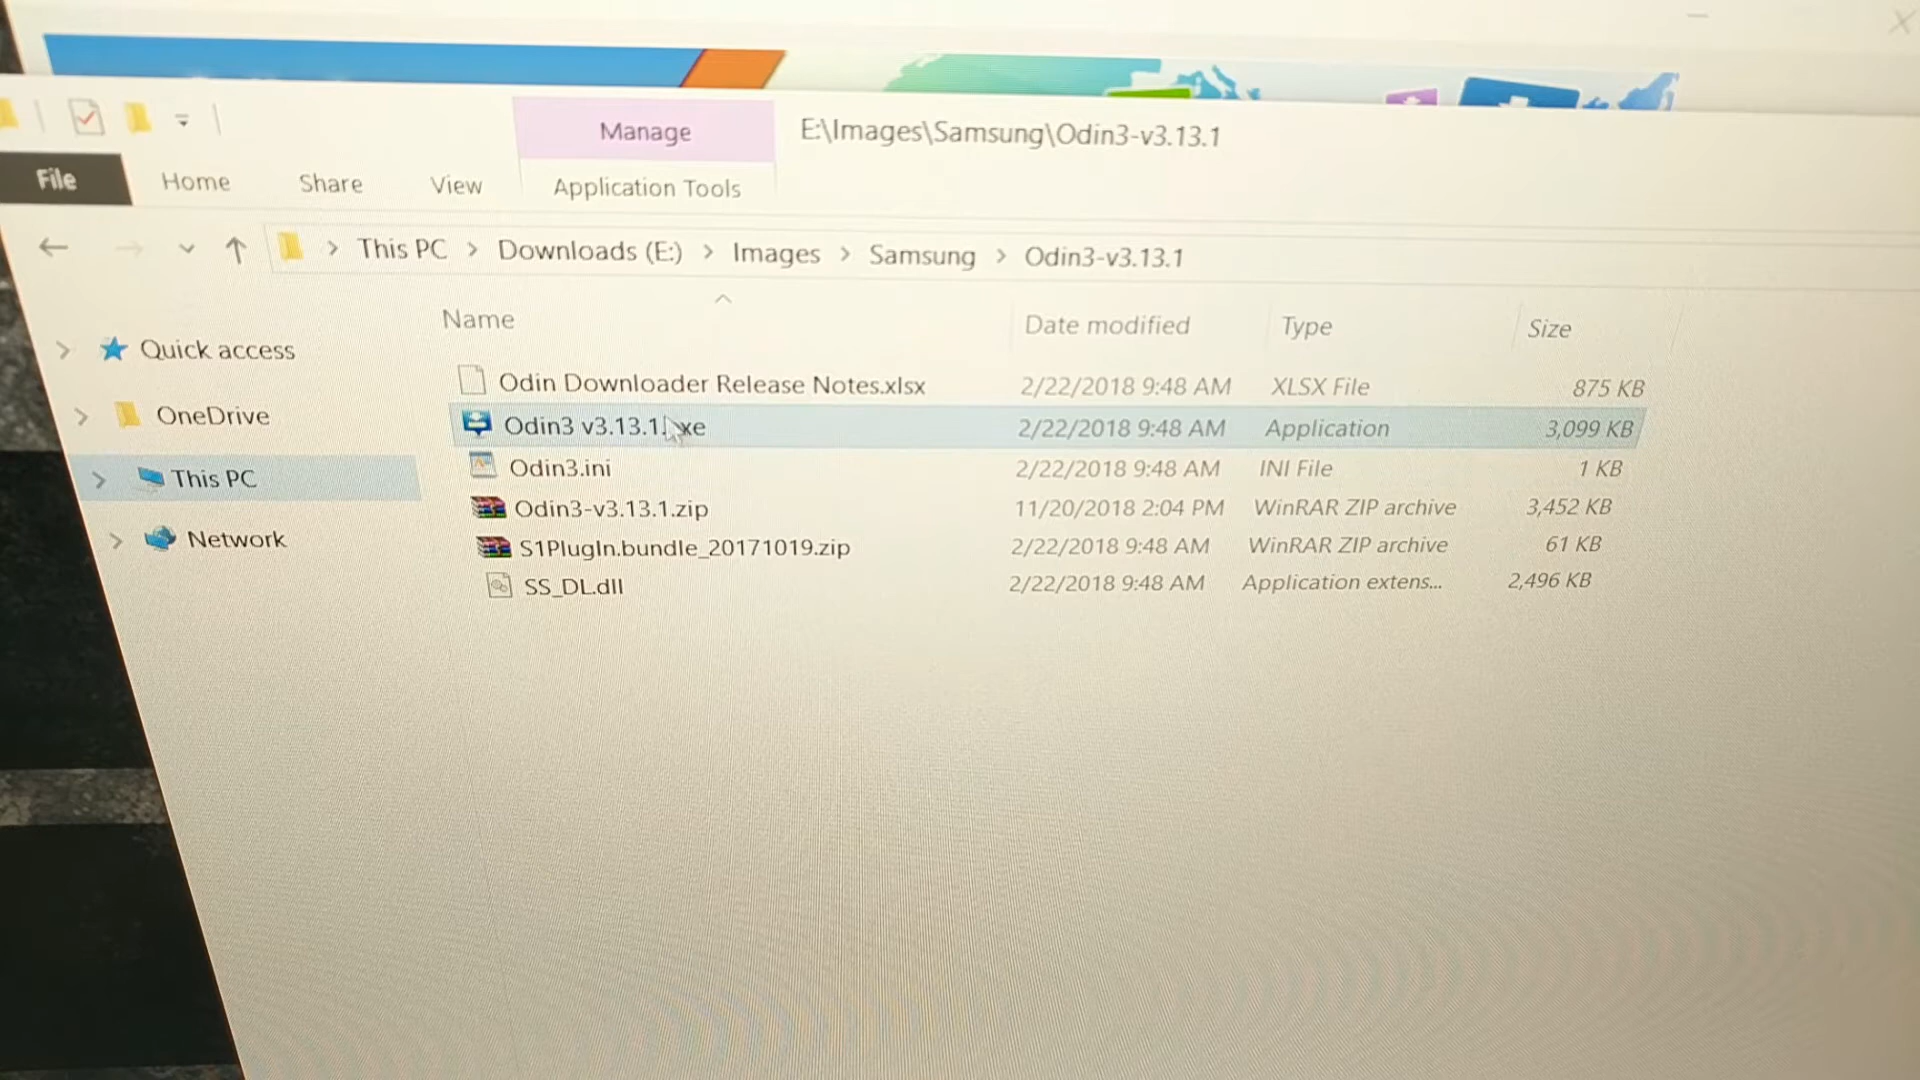 Manage
E:\Images\Samsung\Odin3-v3.13.1
File
Home
Share
View
Application Tools
This PC
Downloads (E:)
Images
Samsung
Odin3-v3.13.1
Name
Date modified
Type
Size
Quick access
OneDrive
This PC
Network
Odin Downloader Release Notes.xlsx 2/22/2018 9:48 AM XLSX File 875 KB
Odin3 v3.13.1.exe 2/22/2018 9:48 AM Application 3,099 KB
Odin3.ini 2/22/2018 9:48 AM INI File 1 KB
Odin3-v3.13.1.zip 11/20/2018 2:04 PM WinRAR ZIP archive 3,452 KB
S1PlugIn.bundle_20171019.zip 2/22/2018 9:48 AM WinRAR ZIP archive 61 KB
SS_DL.dll 2/22/2018 9:48 AM Application extens... 2,496 KB